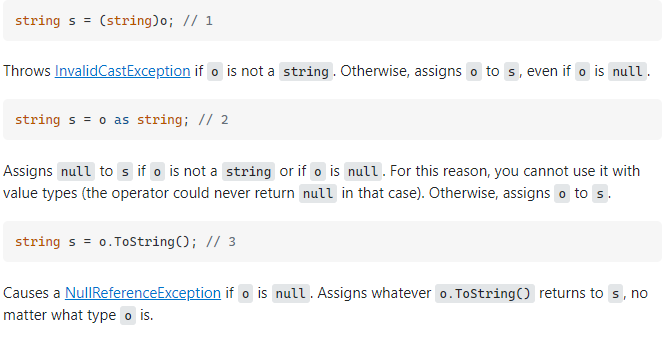 string s = (string)o; // 1
Throws InvalidCastException if o is not a string. Otherwise, assigns o to s, even if o is null.
string s = o as string; // 2
Assigns null to s if o is not a string or if o is null. For this reason, you cannot use it with
value types (the operator could never return null in that case). Otherwise, assigns o to s.
string s = o.ToString(); // 3
Causes a NullReferenceException if o is null. Assigns whatever o.ToString() returns to s, no
matter what type o is.